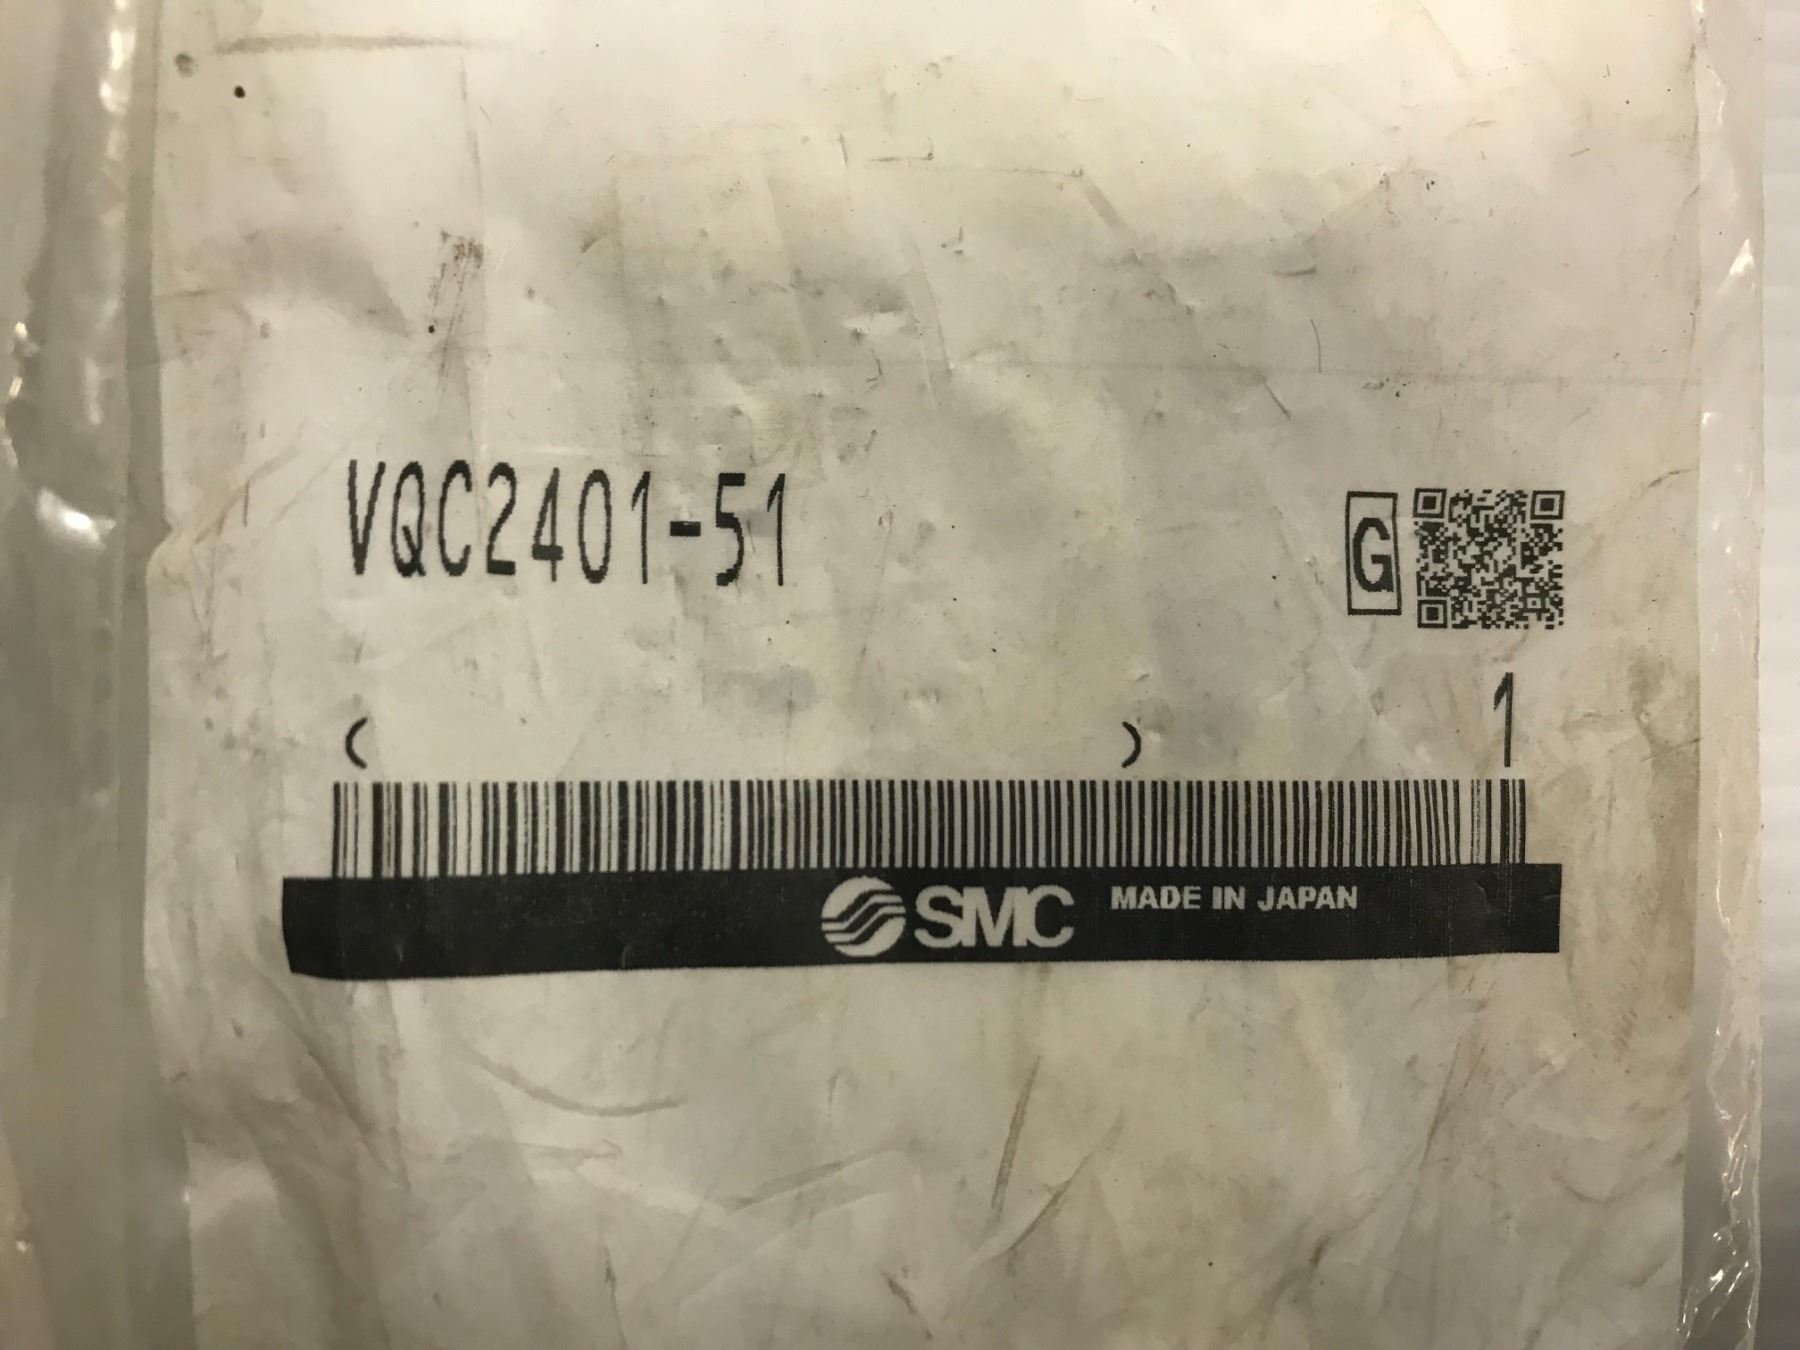 VQC2401-51
G
( ) 1
SMC MADE IN JAPAN